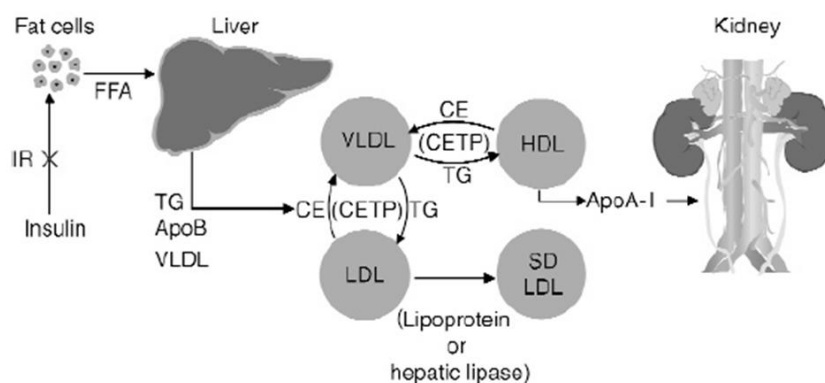 Fat cells
Liver
Kidney
FFA
CE
VLDL
(CETP)
HDL
TG
IR
Insulin
TG
ApoB
VLDL
CE
(CETP)
TG
ApoA-I
LDL
SD
LDL
(Lipoprotein
or
hepatic lipase)